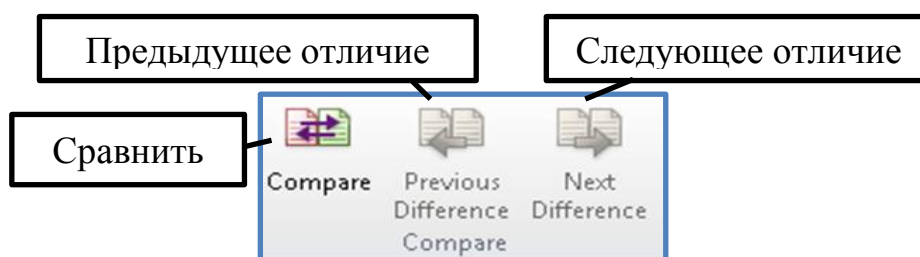 Предыдущее отличие
Следующее отличие
Сравнить
Compare
Previous
Difference
Next
Difference
Compare